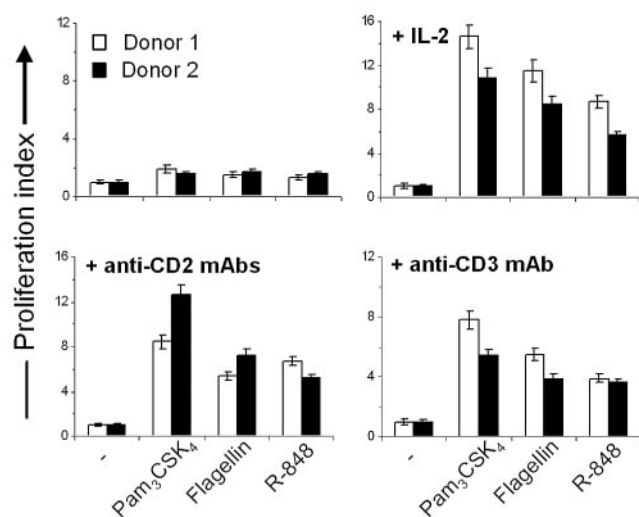 Proliferation index
Donor 1
Donor 2
12
8
4
0
+ IL-2
16
12
8
4
0
+ anti-CD2 mAbs
16
12
8
4
0
+ anti-CD3 mAb
12
8
4
0
-
Pam₃CSK₄
Flagellin
R-848
-
Pam₃CSK₄
Flagellin
R-848